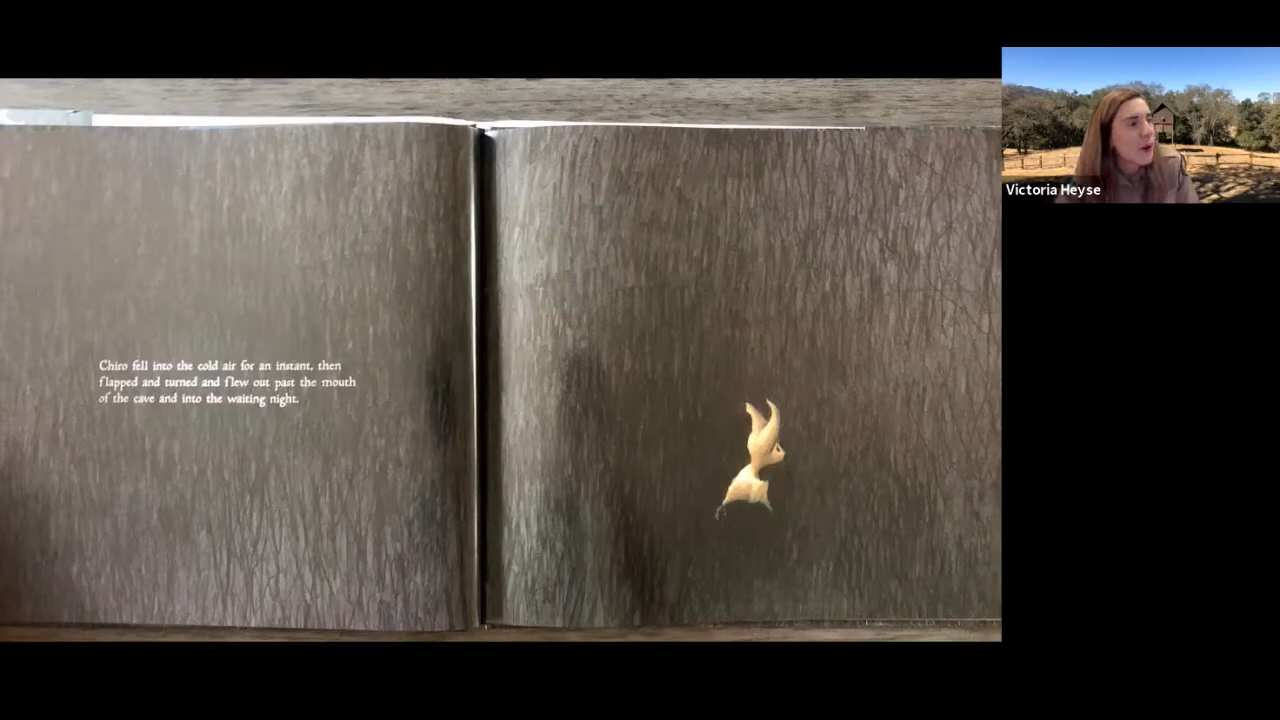 Chiro fell into the cold air for an instant, then
flapped and turned and flew out past the mouth
of the cave and into the waiting night.
Victoria Heyse